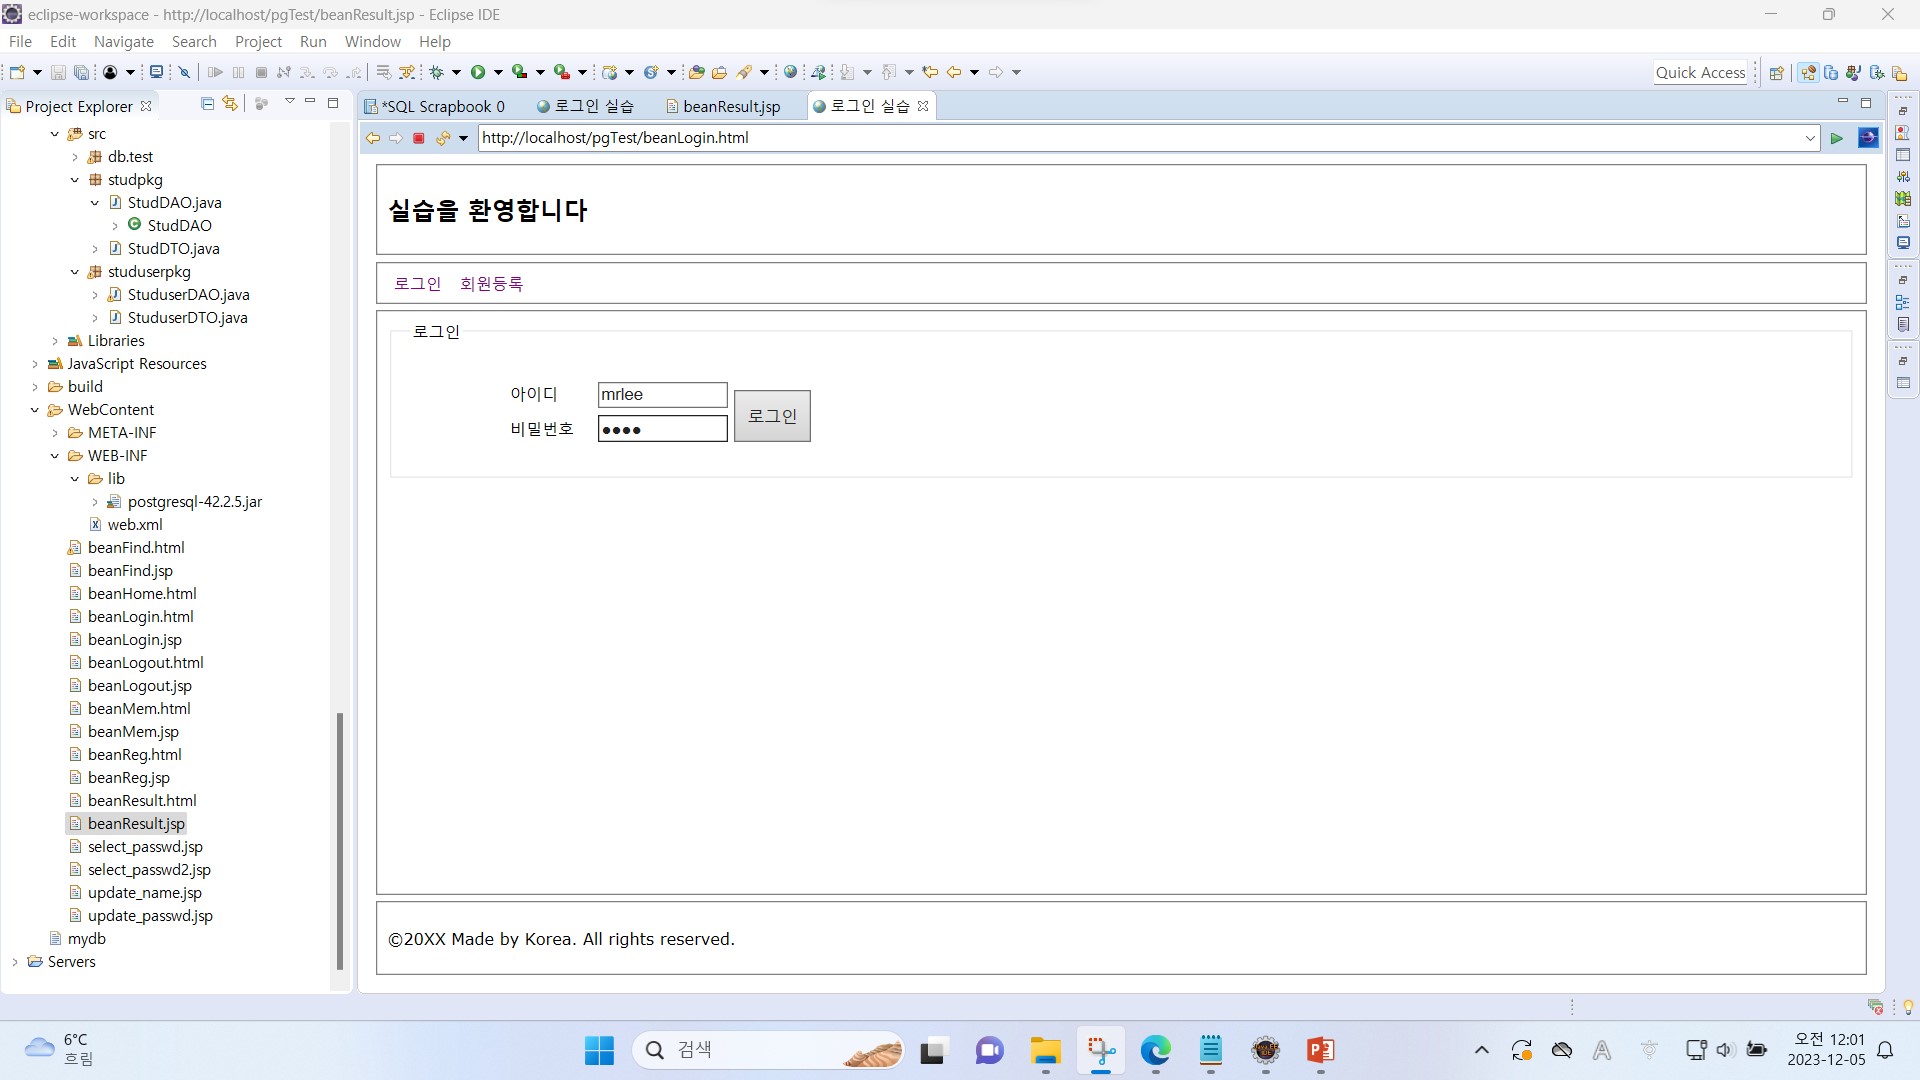 eclipse-workspace - http://localhost/pgTest/beanResult.jsp - Eclipse IDE
File Edit Navigate Search Project Run Window Help
Quick Access
Project Explorer
*SQL Scrapbook 0
로그인 실습
beanResult.jsp
로그인 실습
http://localhost/pgTest/beanLogin.html
src
db.test
studpkg
StudDAO.java
StudDAO
StudDTO.java
studuserpkg
StuduserDAO.java
StuduserDTO.java
Libraries
JavaScript Resources
build
WebContent
META-INF
WEB-INF
lib
postgresql-42.2.5.jar
web.xml
beanFind.html
beanFind.jsp
beanHome.html
beanLogin.html
beanLogin.jsp
beanLogout.html
beanLogout.jsp
beanMem.html
beanMem.jsp
beanReg.html
beanReg.jsp
beanResult.html
beanResult.jsp
select_passwd.jsp
select_passwd2.jsp
update_name.jsp
update_passwd.jsp
mydb
Servers
실습을 환영합니다
로그인 회원등록
로그인
아이디 mrlee
비밀번호 ●●●●
로그인
©20XX Made by Korea. All rights reserved.
6°C
흐림
검색
오전 12:01
2023-12-05